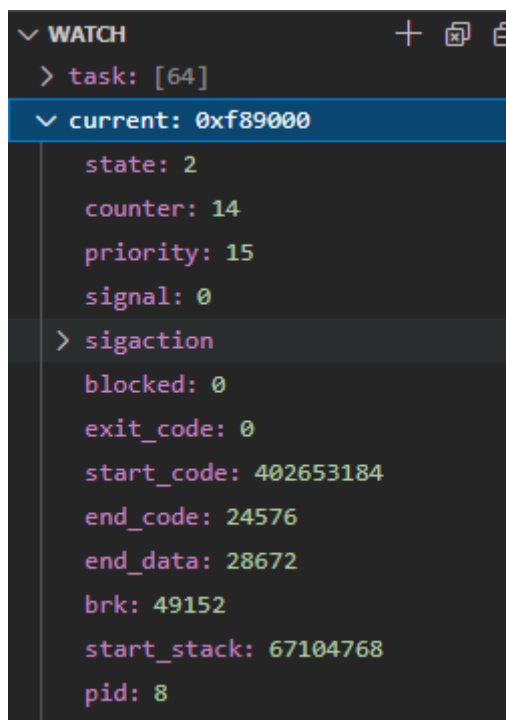 WATCH
task: [64]
current: 0xf89000
state: 2
counter: 14
priority: 15
signal: 0
sigaction
blocked: 0
exit_code: 0
start_code: 402653184
end_code: 24576
end_data: 28672
brk: 49152
start_stack: 67104768
pid: 8